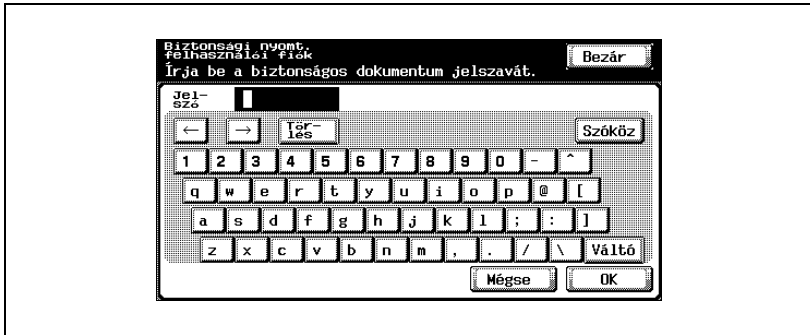 Biztonsági nyomt.
felhasználói fiók
Bezár
Írja be a biztonságos dokumentum jelszavát.
Jel-
szó
← → Tör-
lés
Szóköz
1 2 3 4 5 6 7 8 9 0 - ^
q w e r t y u i o p @ [
a s d f g h j k l ; : ]
z x c v b n m , . / \ Váltó
Mégse OK